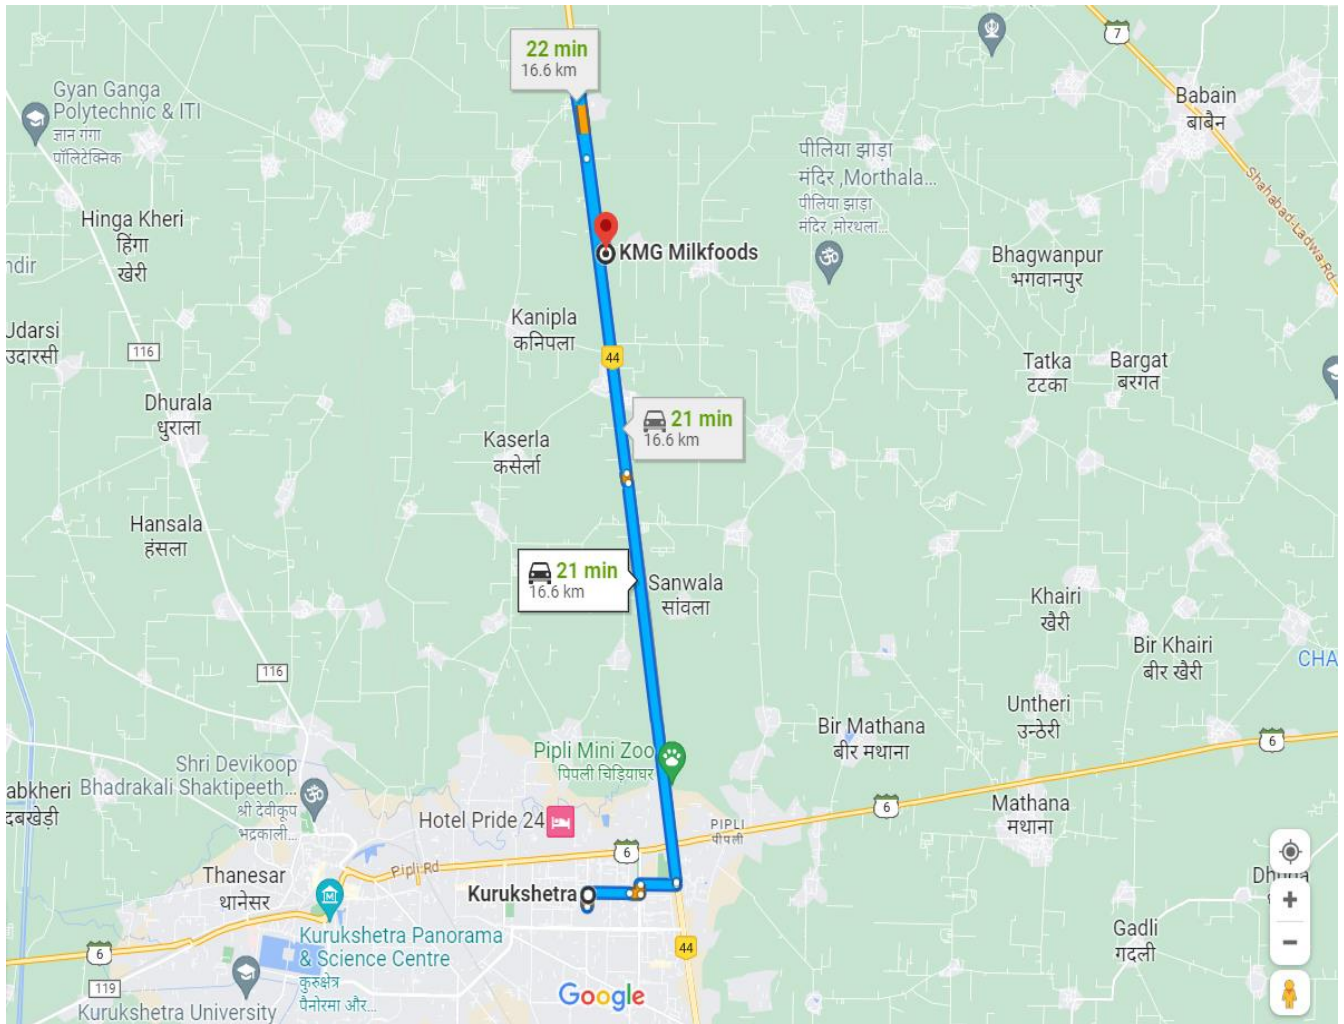 22 min
16.6 km
7
Babain
बाबैन
Gyan Ganga
Polytechnic & ITI
ज्ञान गंगा
पॉलिटेक्निक
पीलिया झाड़ा
मंदिर ,Morthala...
पीलिया झाड़ा
मंदिर ,मोरथला...
Shahabad-Ladwa Rd
Hinga Kheri
हिंगा
खेरी
ndir
KMG Milkfoods
Bhagwanpur
भगवानपुर
Kanipla
कनिपला
Udarsi
उदारसी
116
44
Tatka
टटका
Bargat
बरगत
Dhurala
धुराला
21 min
16.6 km
Kaserla
कसेर्ला
Hansala
हंसला
21 min
16.6 km
Sanwala
सांवला
Khairi
खैरी
Bir Khairi
बीर खैरी
CHA
116
Untheri
उन्ठेरी
Bir Mathana
बीर मथाना
6
Pipli Mini Zoo
पिपली चिड़ियाघर
Shri Devikoop
Bhadrakali Shaktipeeth...
श्री देवीकूप
भद्रकाली...
abkheri
दबखेड़ी
6
Mathana
मथाना
Hotel Pride 24
PIPLI
पीपली
6
Pipli Rd
Thanesar
थानेसर
Kurukshetra
Kurukshetra Panorama
& Science Centre
कुरुक्षेत्र
पैनोरमा और...
6
44
Gadli
गदली
119
Kurukshetra University
Google
+
−